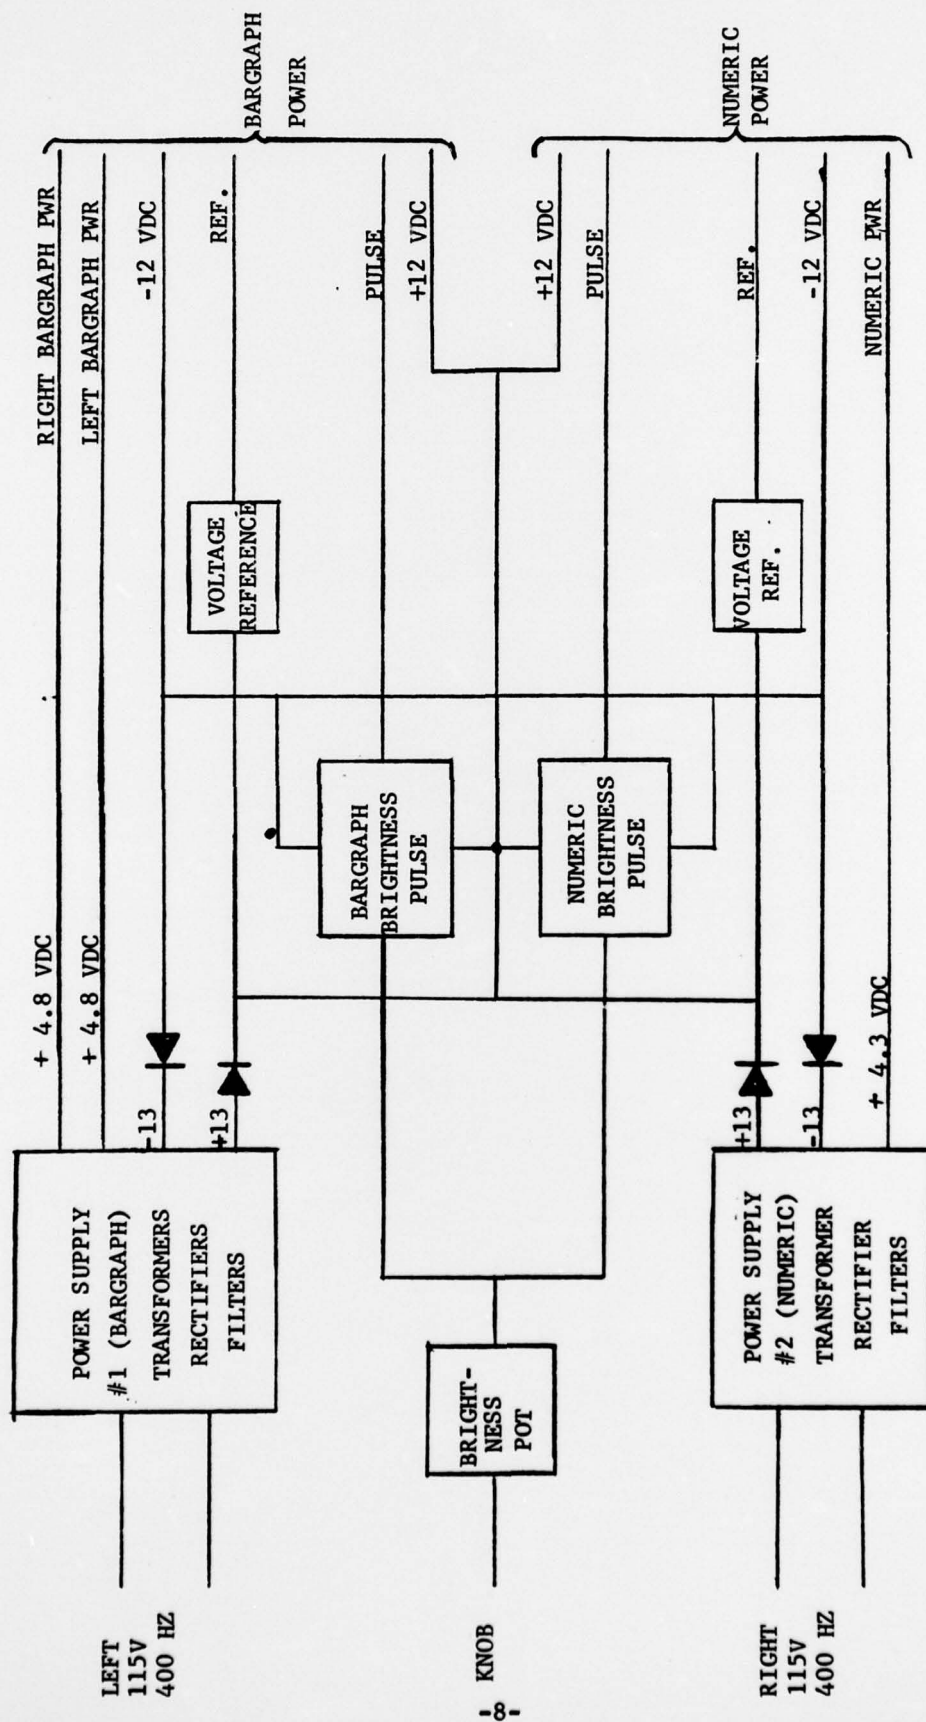 LEFT
115V
400 HZ
POWER SUPPLY
#1 (BARGRAPH)
TRANSFORMERS
RECTIFIERS
FILTERS
+ 4.8 VDC
+ 4.8 VDC
-13
+13
RIGHT BARGRAPH PWR
LEFT BARGRAPH PWR
-12 VDC
VOLTAGE
REFERENCE
REF.
BARGRAPH
BRIGHTNESS
PULSE
PULSE
+12 VDC
BARGRAPH
POWER
KNOB
BRIGHT-
NESS
POT
NUMERIC
BRIGHTNESS
PULSE
+12 VDC
PULSE
NUMERIC
POWER
RIGHT
115V
400 HZ
POWER SUPPLY
#2 (NUMERIC)
TRANSFORMER
RECTIFIER
FILTERS
+13
-13
+ 4.3 VDC
VOLTAGE
REF.
REF.
-12 VDC
NUMERIC PWR
-8-